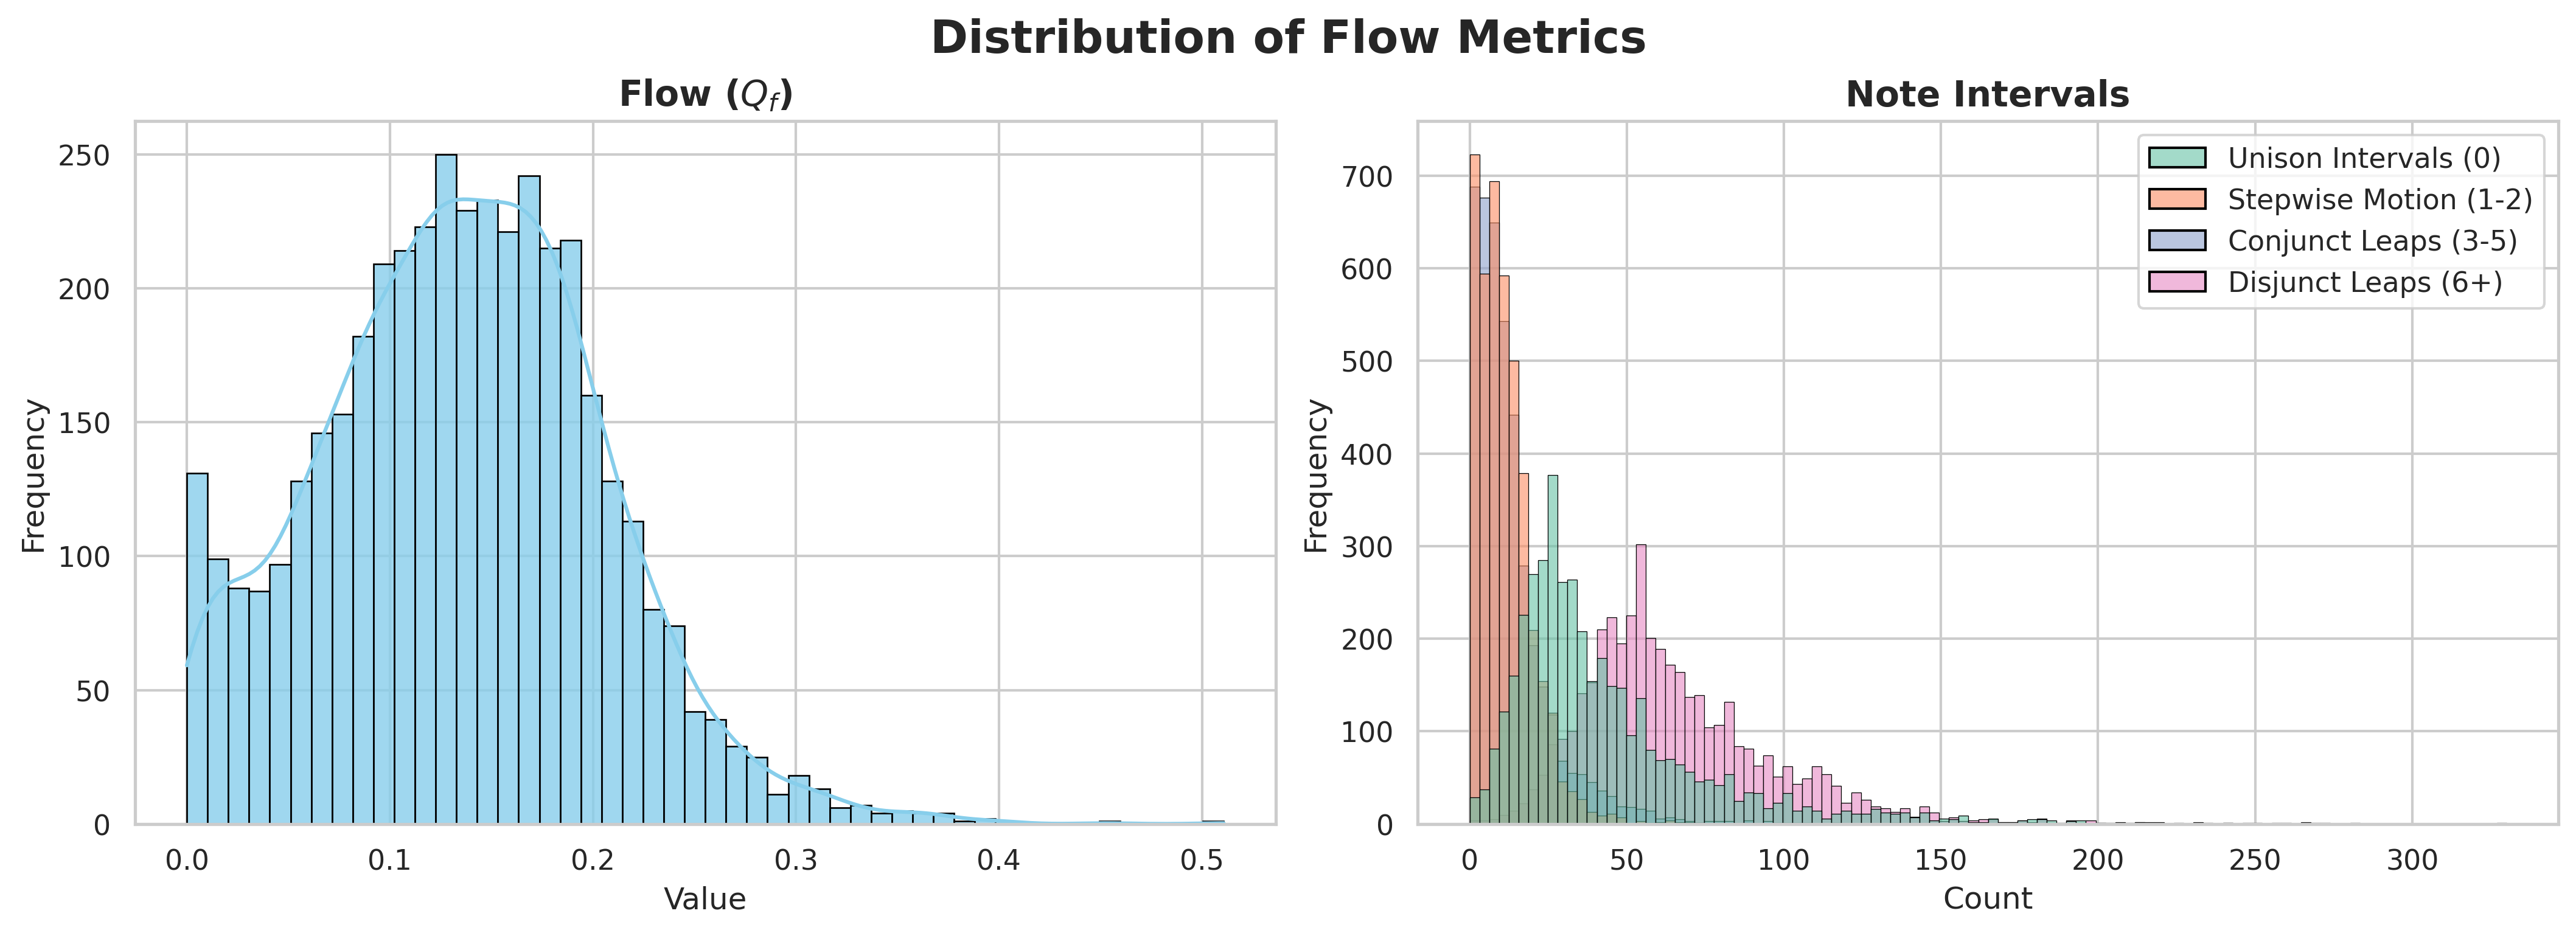 Distribution of Flow Metrics
Flow (Q_f)
Frequency
250
200
150
100
50
0
0.0 0.1 0.2 0.3 0.4 0.5
Value
Note Intervals
Frequency
700
600
500
400
300
200
100
0
Unison Intervals (0)
Stepwise Motion (1-2)
Conjunct Leaps (3-5)
Disjunct Leaps (6+)
0 50 100 150 200 250 300
Count